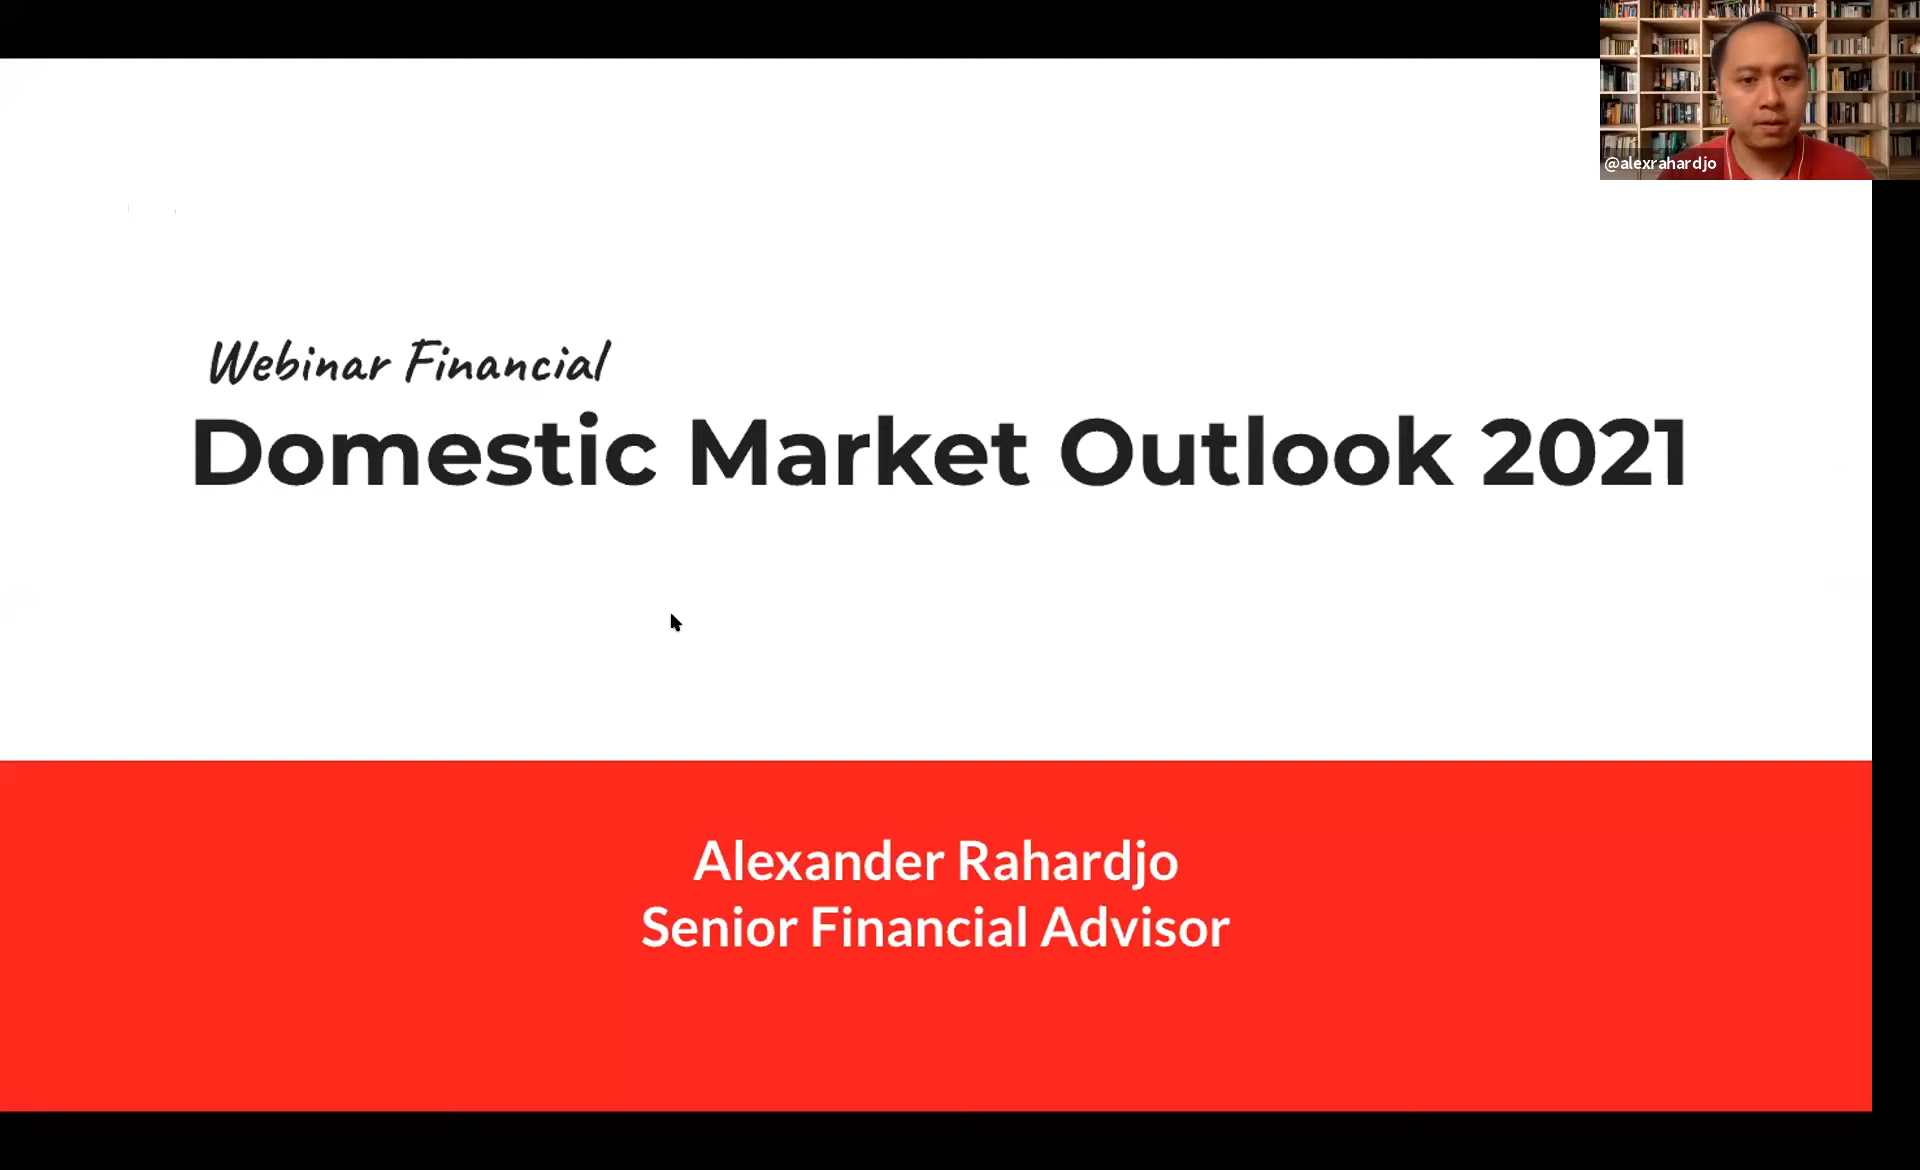 @alexrahardjo
Webinar Financial
Domestic Market Outlook 2021
Alexander Rahardjo
Senior Financial Advisor